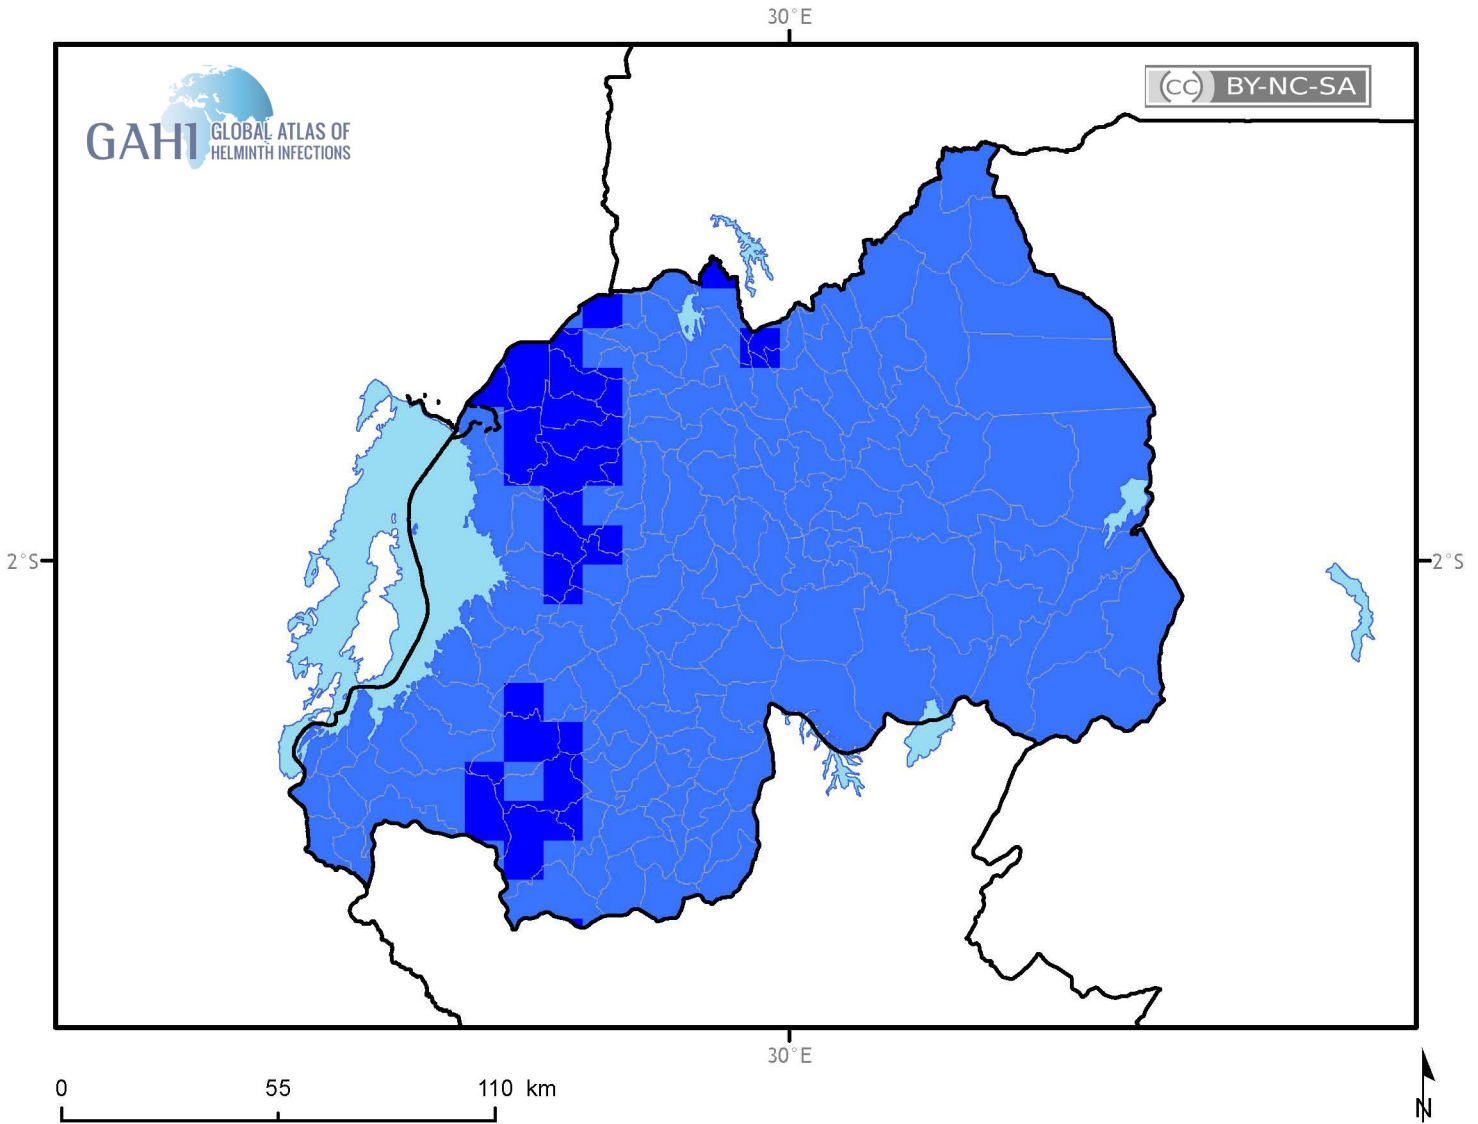 30°E
GAHI GLOBAL ATLAS OF
HELMINTH INFECTIONS
(cc) BY-NC-SA
2°S
2°S
30°E
0 55 110 km
N